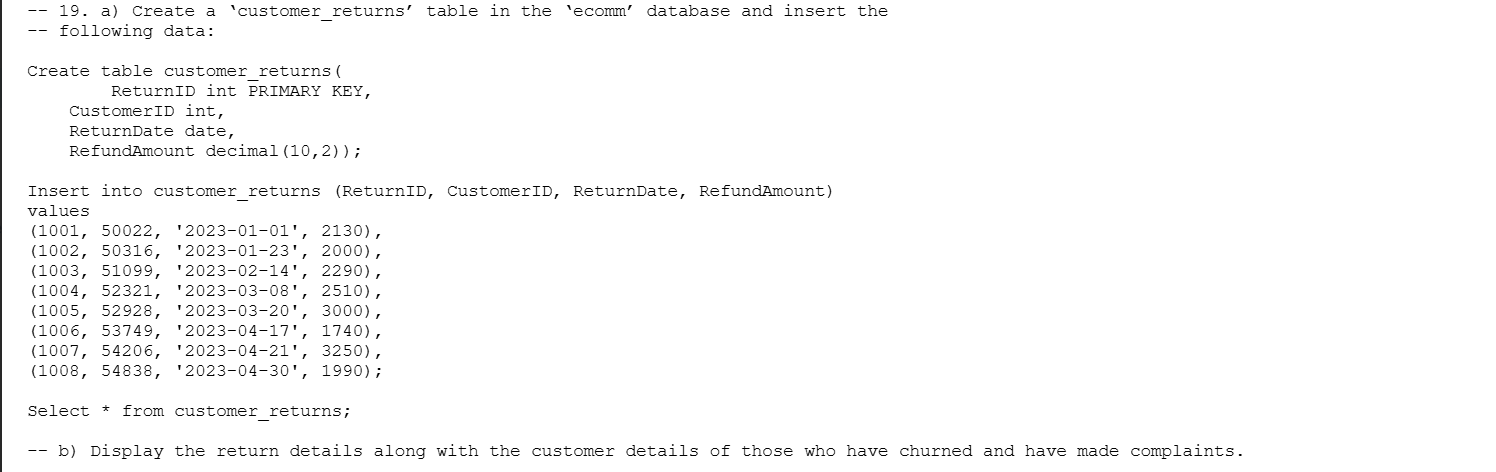 -- 19. a) Create a ‘customer_returns’ table in the ‘ecomm’ database and insert the
-- following data:
Create table customer_returns(
ReturnID int PRIMARY KEY,
CustomerID int,
ReturnDate date,
RefundAmount decimal(10,2));
Insert into customer_returns (ReturnID, CustomerID, ReturnDate, RefundAmount)
values
(1001, 50022, '2023-01-01', 2130),
(1002, 50316, '2023-01-23', 2000),
(1003, 51099, '2023-02-14', 2290),
(1004, 52321, '2023-03-08', 2510),
(1005, 52928, '2023-03-20', 3000),
(1006, 53749, '2023-04-17', 1740),
(1007, 54206, '2023-04-21', 3250),
(1008, 54838, '2023-04-30', 1990);
Select * from customer_returns;
-- b) Display the return details along with the customer details of those who have churned and have made complaints.